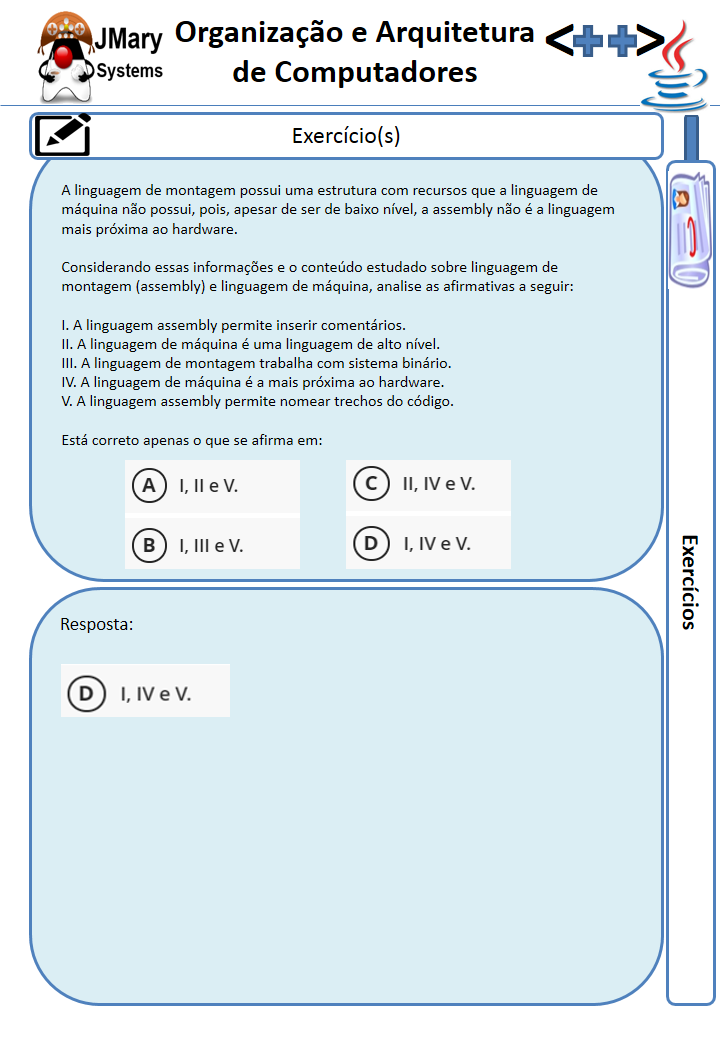 JMary
Systems
Organização e Arquitetura
de Computadores
<++>
Exercício(s)
A linguagem de montagem possui uma estrutura com recursos que a linguagem de
máquina não possui, pois, apesar de ser de baixo nível, a assembly não é a linguagem
mais próxima ao hardware.
Considerando essas informações e o conteúdo estudado sobre linguagem de
montagem (assembly) e linguagem de máquina, analise as afirmativas a seguir:
I. A linguagem assembly permite inserir comentários.
II. A linguagem de máquina é uma linguagem de alto nível.
III. A linguagem de montagem trabalha com sistema binário.
IV. A linguagem de máquina é a mais próxima ao hardware.
V. A linguagem assembly permite nomear trechos do código.
Está correto apenas o que se afirma em:
A I, II e V.
B I, III e V.
C II, IV e V.
D I, IV e V.
Exercícios
Resposta:
D I, IV e V.